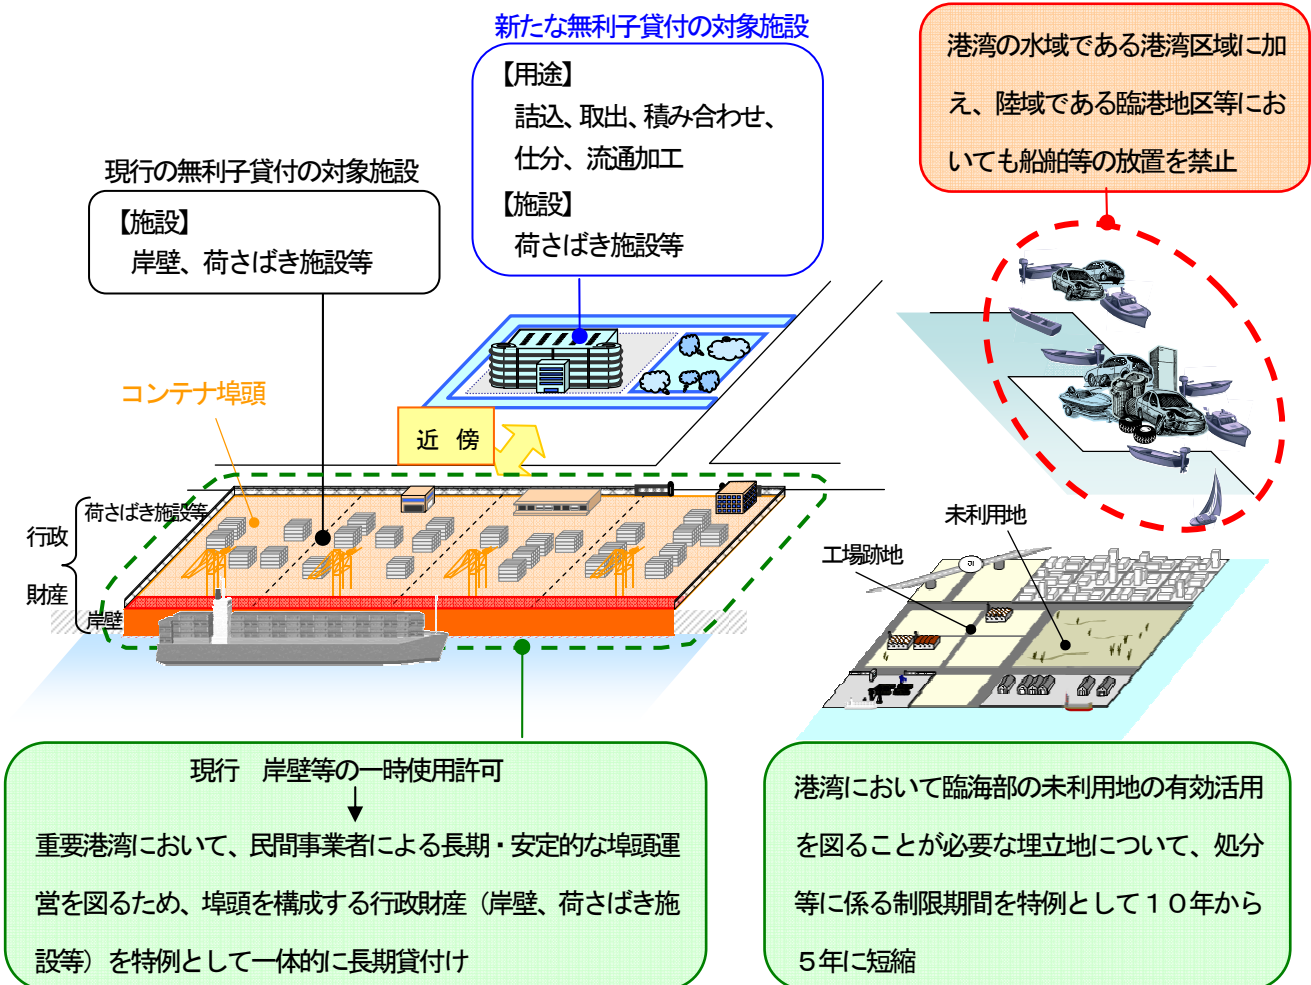 新たな無利子貸付の対象施設
【用途】
詰込、取出、積み合わせ、
仕分、流通加工
【施設】
荷さばき施設等
港湾の水域である港湾区域に加
え、陸域である臨港地区等にお
いても船舶等の放置を禁止
現行の無利子貸付の対象施設
【施設】
岸壁、荷さばき施設等
コンテナ埠頭
近 傍
荷さばき施設等
行政
財産
岸壁
未利用地
工場跡地
現行 岸壁等の一時使用許可
重要港湾において、民間事業者による長期・安定的な埠頭運
営を図るため、埠頭を構成する行政財産（岸壁、荷さばき施
設等）を特例として一体的に長期貸付け
港湾において臨海部の未利用地の有効活用
を図ることが必要な埋立地について、処分
等に係る制限期間を特例として１０年から
５年に短縮